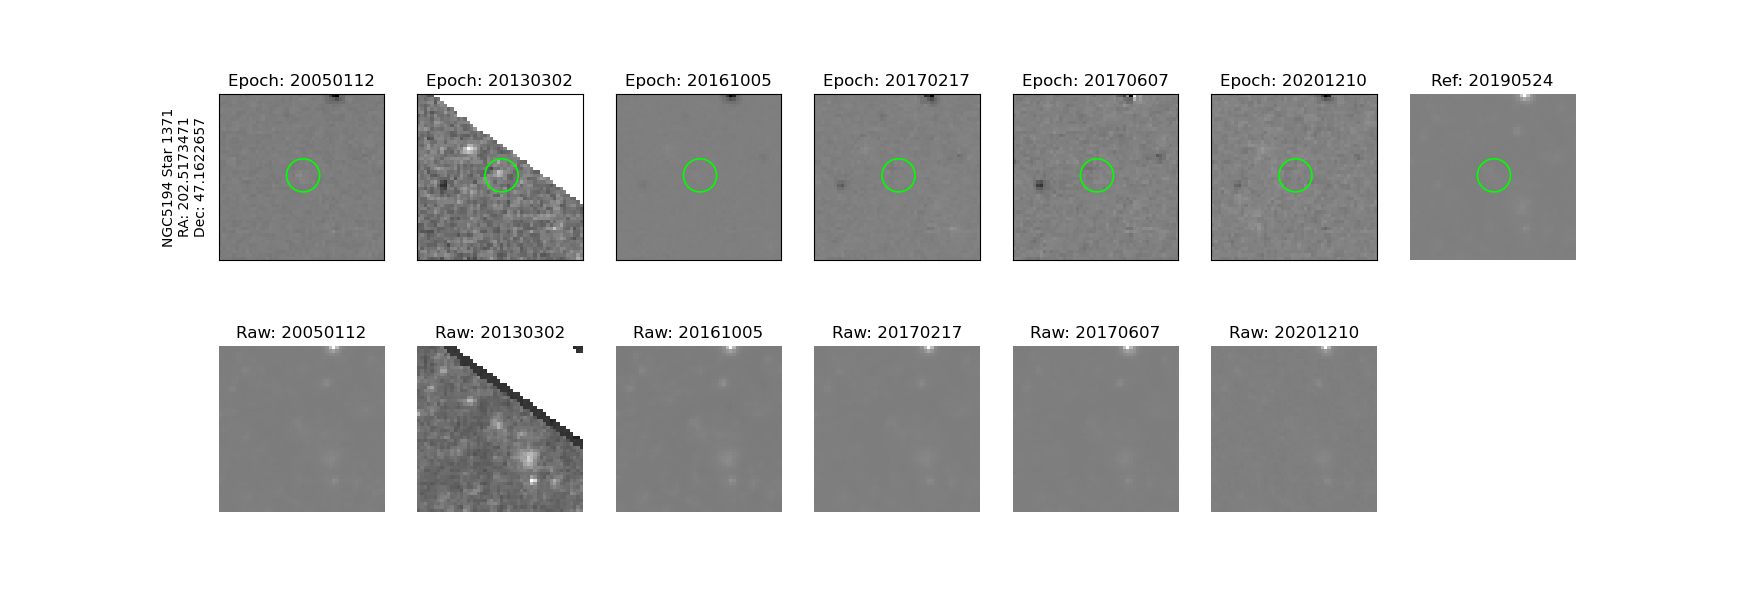 Epoch: 20050112
Epoch: 20130302
Epoch: 20161005
Epoch: 20170217
Epoch: 20170607
Epoch: 20201210
Ref: 20190524
NGC5194 Star 1371
RA: 202.5173471
Dec: 47.1622657
Raw: 20050112
Raw: 20130302
Raw: 20161005
Raw: 20170217
Raw: 20170607
Raw: 20201210